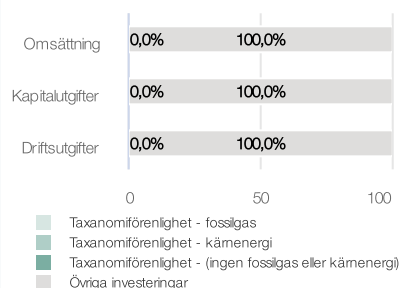 Omsättning 0,0% 100,0%
Kapitalutgifter 0,0% 100,0%
Driftsutgifter 0,0% 100,0%
0 50 100
Taxanomiförenlighet - fossilgas
Taxanomiförenlighet - kärnenergi
Taxanomiförenlighet - (ingen fossilgas eller kärnenergi)
Övriga investeringar